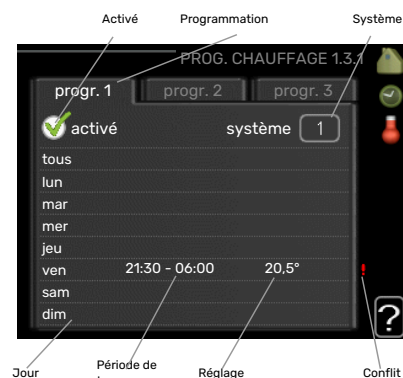 Activé Programmation Système
PROG. CHAUFFAGE 1.3.1
progr. 1 progr. 2 progr. 3
activé système 1
tous
lun
mar
mer
jeu
ven 21:30 - 06:00 20,5° !
sam
dim
?
Jour Période de Réglage Conflit